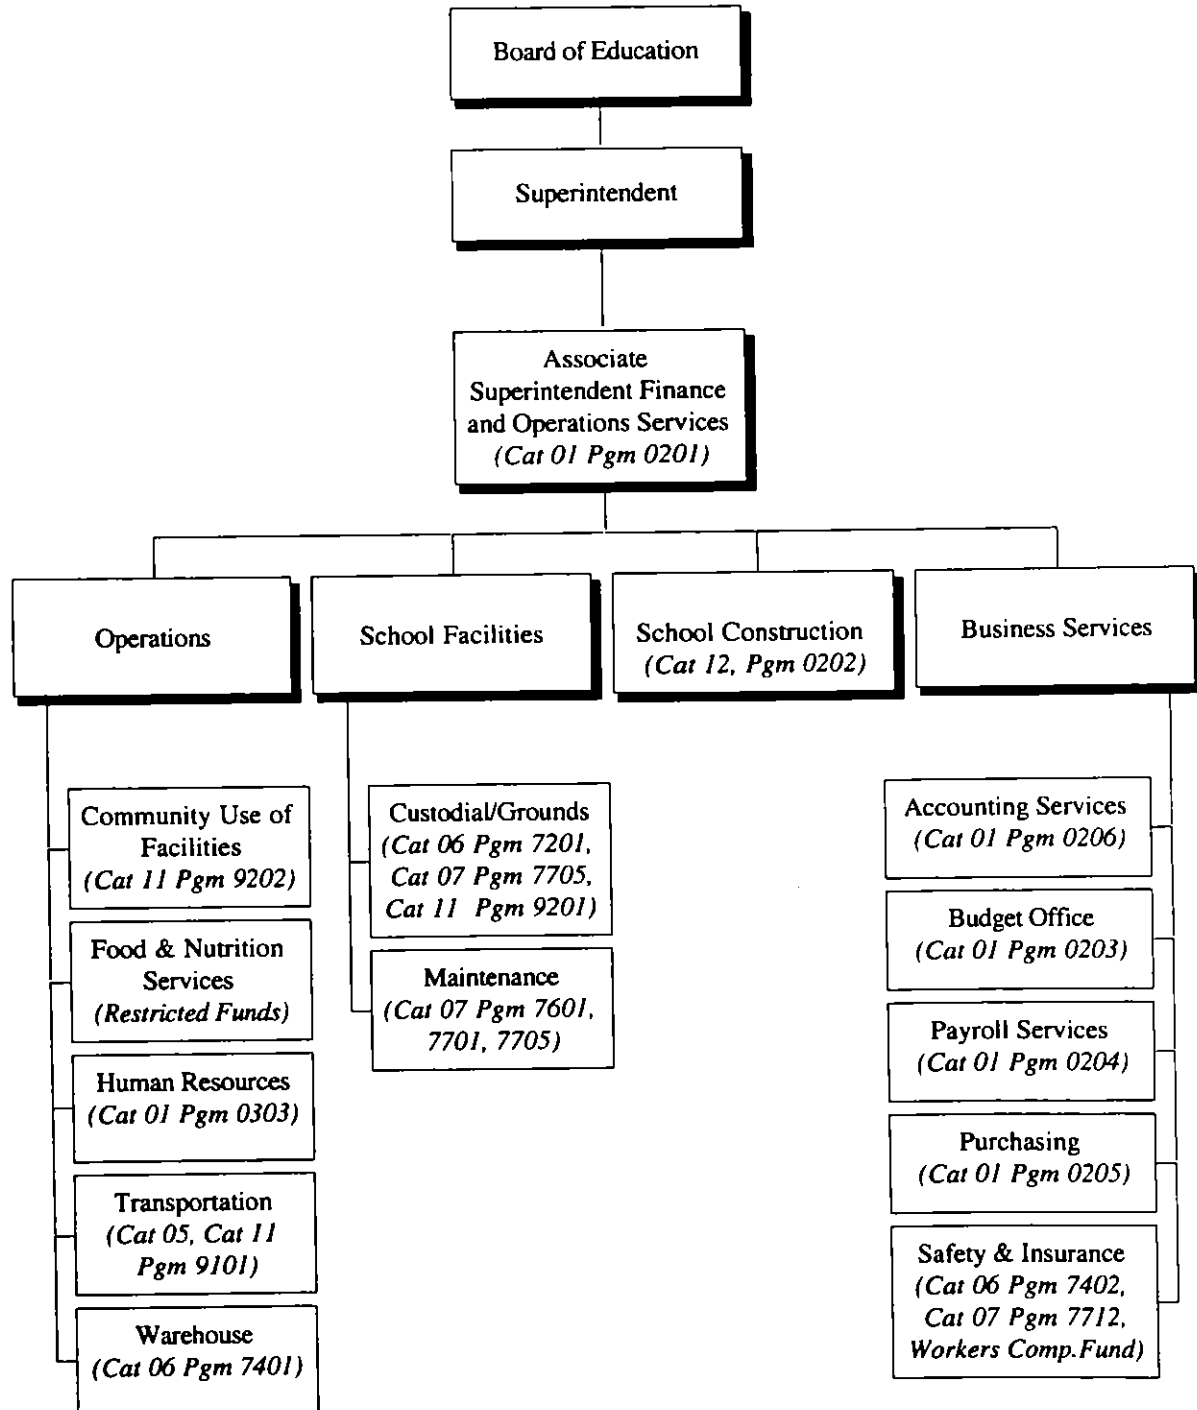 Board of Education
Superintendent
Associate
Superintendent Finance
and Operations Services
(Cat 01 Pgm 0201)
Operations
School Facilities
School Construction
(Cat 12, Pgm 0202)
Business Services
Community Use of
Facilities
(Cat 11 Pgm 9202)
Food & Nutrition
Services
(Restricted Funds)
Human Resources
(Cat 01 Pgm 0303)
Transportation
(Cat 05, Cat 11
Pgm 9101)
Warehouse
(Cat 06 Pgm 7401)
Custodial/Grounds
(Cat 06 Pgm 7201,
Cat 07 Pgm 7705,
Cat 11 Pgm 9201)
Maintenance
(Cat 07 Pgm 7601,
7701, 7705)
Accounting Services
(Cat 01 Pgm 0206)
Budget Office
(Cat 01 Pgm 0203)
Payroll Services
(Cat 01 Pgm 0204)
Purchasing
(Cat 01 Pgm 0205)
Safety & Insurance
(Cat 06 Pgm 7402,
Cat 07 Pgm 7712,
Workers Comp.Fund)